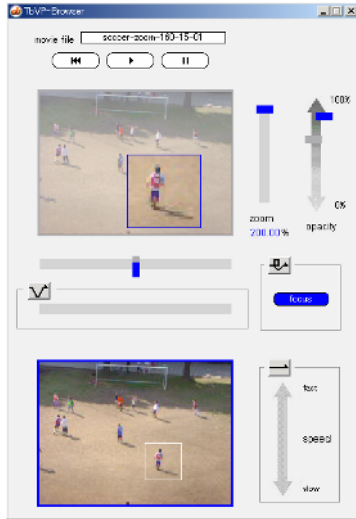 TbVP-Browser
movie file soccer-zoom-160-15-01
100%
0%
zoom
200.00%
opacity
focus
fast
speed
slow